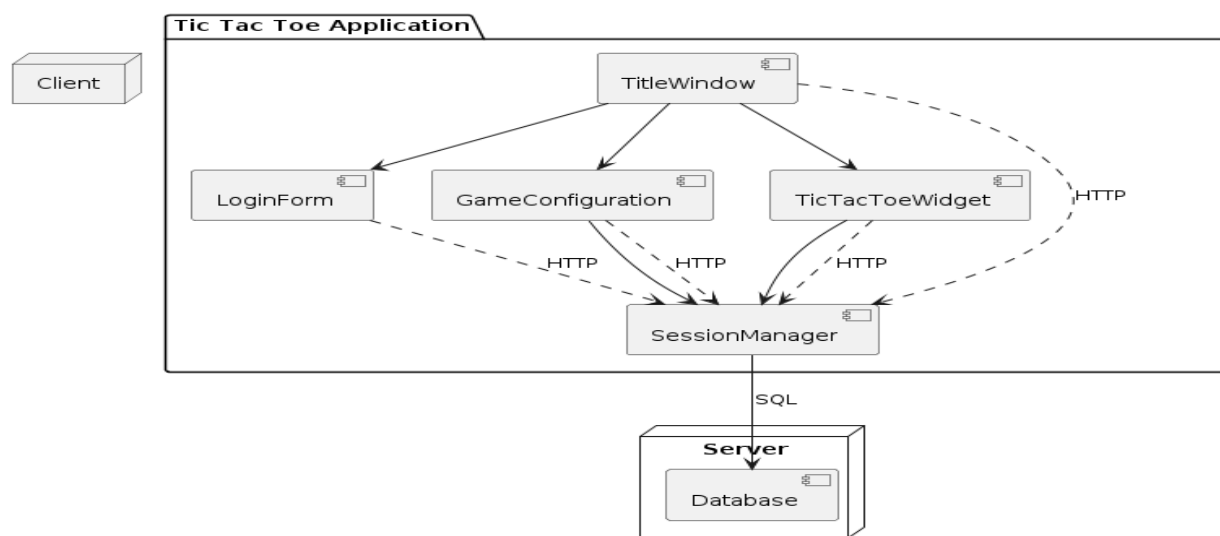 Tic Tac Toe Application
Client
TitleWindow
LoginForm
GameConfiguration
TicTacToeWidget
HTTP
HTTP
HTTP
HTTP
SessionManager
SQL
Server
Database